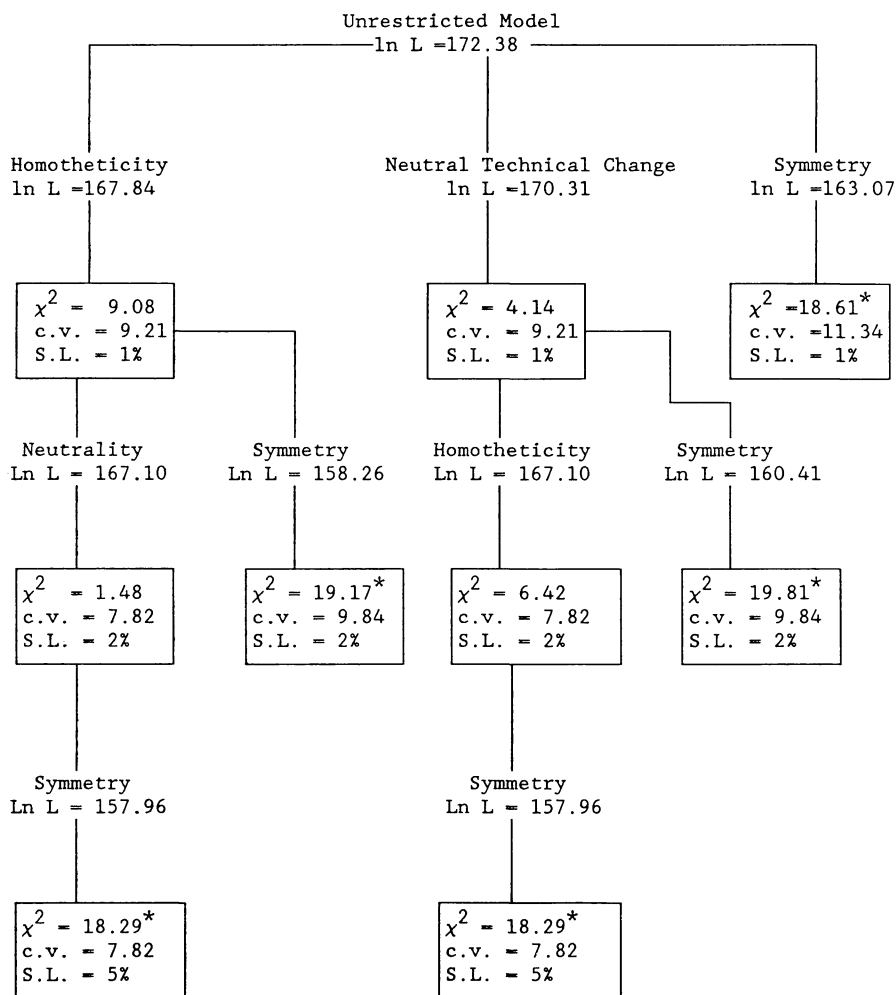 Unrestricted Model
ln L =172.38
Homotheticity
ln L =167.84
Neutral Technical Change
ln L =170.31
Symmetry
ln L =163.07
χ² = 9.08
c.v. = 9.21
S.L. = 1%
χ² = 4.14
c.v. = 9.21
S.L. = 1%
χ² =18.61*
c.v. =11.34
S.L. = 1%
Neutrality
Ln L = 167.10
Symmetry
Ln L = 158.26
Homotheticity
Ln L = 167.10
Symmetry
Ln L = 160.41
χ² = 1.48
c.v. = 7.82
S.L. = 2%
χ² = 19.17*
c.v. = 9.84
S.L. = 2%
χ² = 6.42
c.v. = 7.82
S.L. = 2%
χ² = 19.81*
c.v. = 9.84
S.L. = 2%
Symmetry
Ln L = 157.96
Symmetry
Ln L = 157.96
χ² = 18.29*
c.v. = 7.82
S.L. = 5%
χ² = 18.29*
c.v. = 7.82
S.L. = 5%